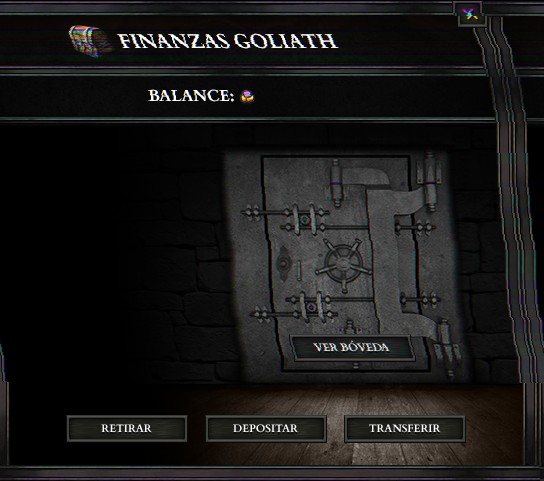 FINANZAS GOLIATH
BALANCE:
VER BÓVEDA
RETIRAR
DEPOSITAR
TRANSFERIR